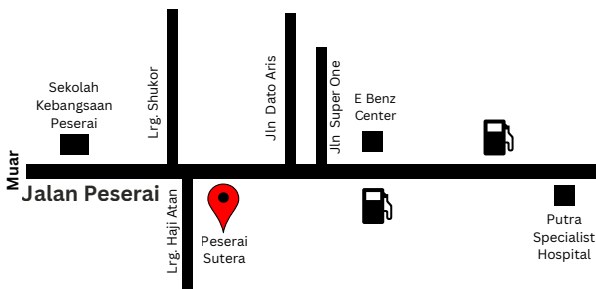 Sekolah
Kebangsaan
Peserai
Lrg. Shukor
Jln Dato Aris
Jln Super One
E Benz
Center
Muar
Jalan Peserai
Lrg. Haji Atan
Peserai
Sutera
Putra
Specialist
Hospital